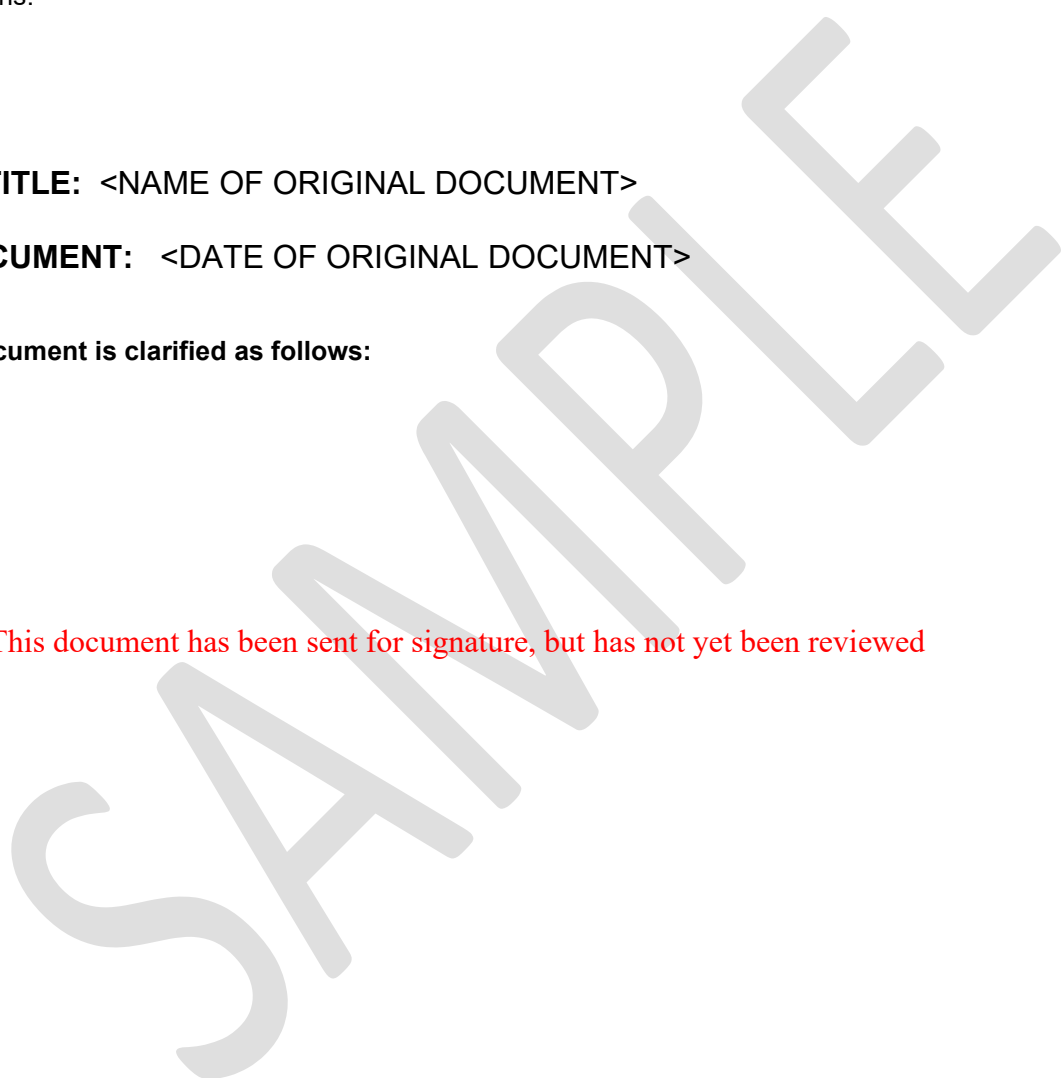 ns.
TITLE: <NAME OF ORIGINAL DOCUMENT>
CUMENT: <DATE OF ORIGINAL DOCUMENT>
cument is clarified as follows:
This document has been sent for signature, but has not yet been reviewed
SAMPLE